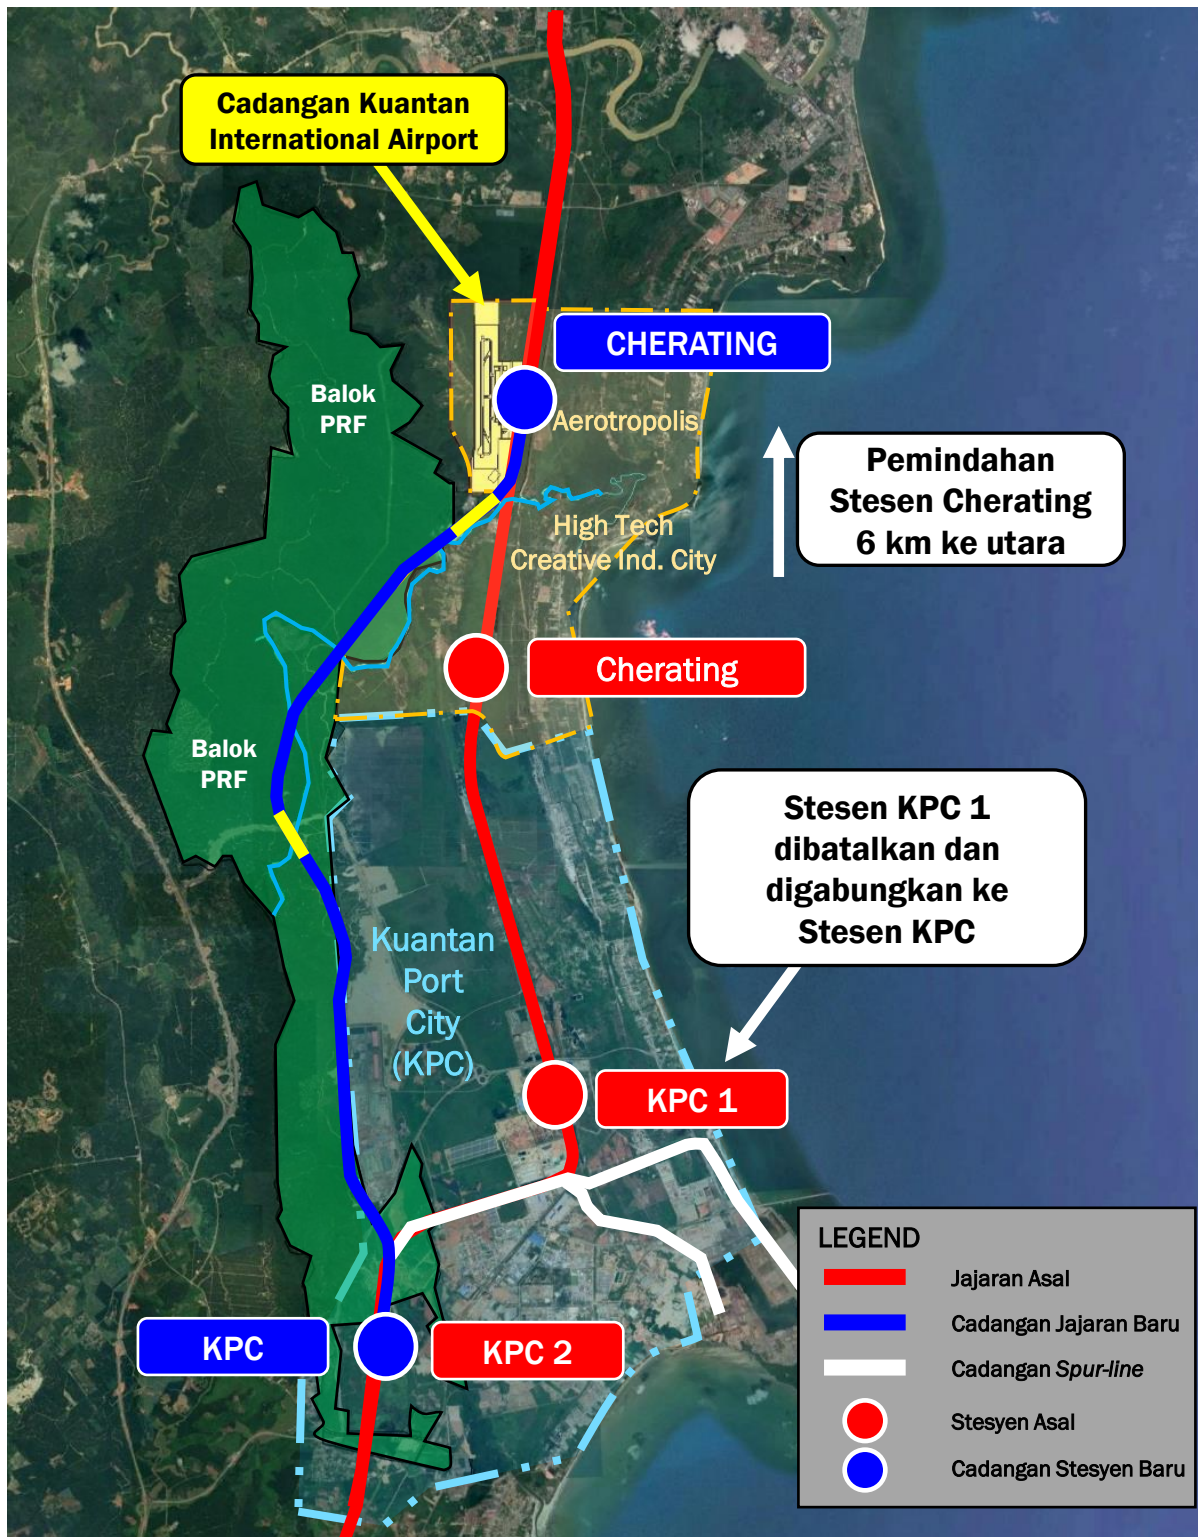 Cadangan Kuantan
International Airport
CHERATING
Balok
PRF
Aerotropolis
Pemindahan
Stesen Cherating
6 km ke utara
High Tech
Creative Ind. City
Cherating
Balok
PRF
Stesen KPC 1
dibatalkan dan
digabungkan ke
Stesen KPC
Kuantan
Port
City
(KPC)
KPC 1
KPC
KPC 2
LEGEND
Jajaran Asal
Cadangan Jajaran Baru
Cadangan Spur-line
Stesyen Asal
Cadangan Stesyen Baru